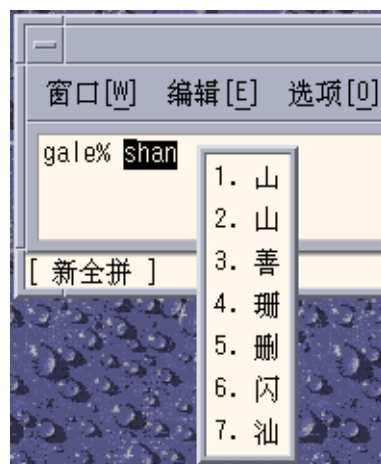 窗口[W] 编辑[E] 选项[O]
gale% shan
1. 山
2. 山
3. 善
4. 珊
5. 删
6. 闪
7. 汕
[ 新全拼 ]